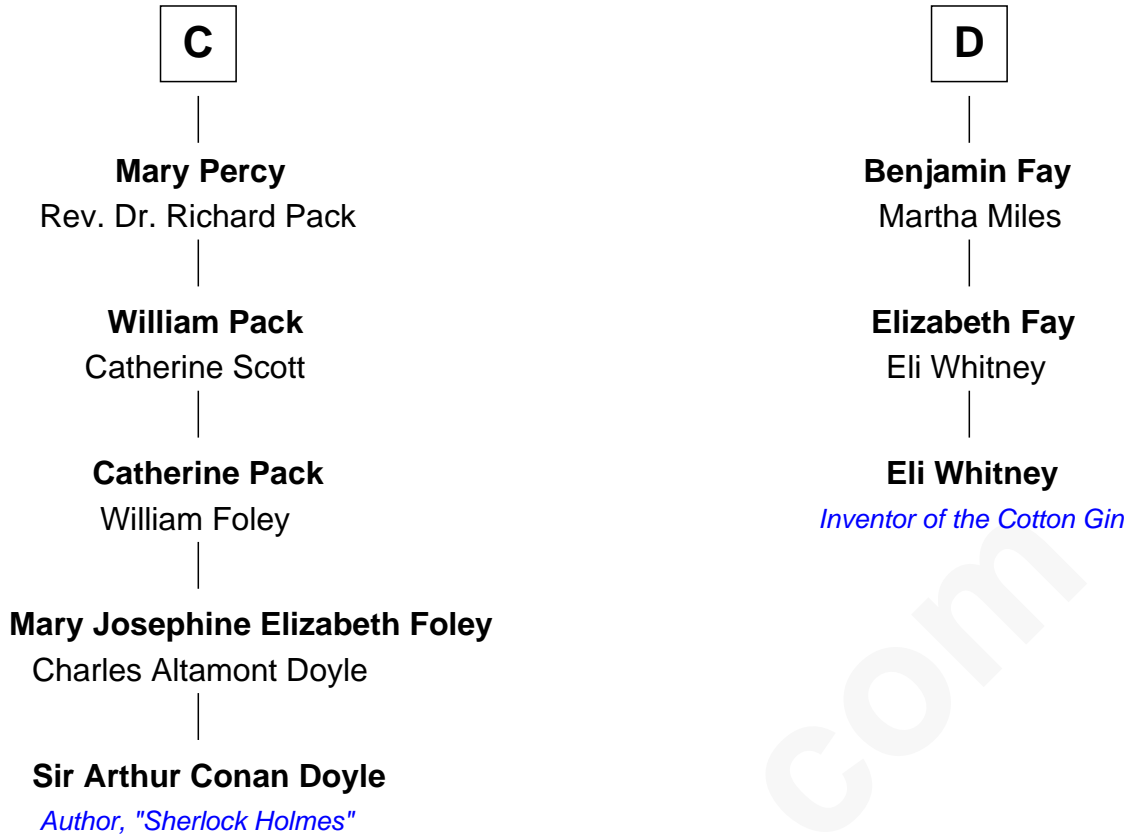 C
Mary Percy
Rev. Dr. Richard Pack
William Pack
Catherine Scott
Catherine Pack
William Foley
Mary Josephine Elizabeth Foley
Charles Altamont Doyle
Sir Arthur Conan Doyle
Author, "Sherlock Holmes"
D
Benjamin Fay
Martha Miles
Elizabeth Fay
Eli Whitney
Eli Whitney
Inventor of the Cotton Gin
com